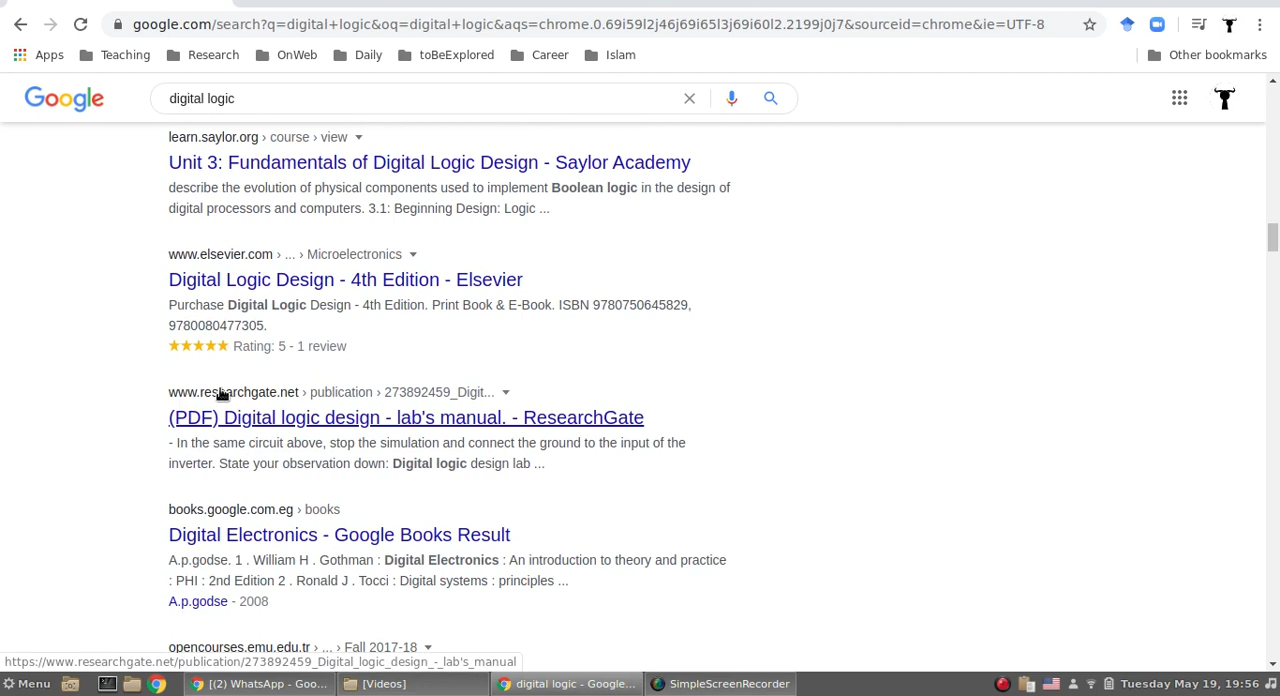 google.com/search?q=digital+logic&oq=digital+logic&aqs=chrome.0.69i59l2j46j69i65l3j69i60l2.2199j0j7&sourceid=chrome&ie=UTF-8
Apps Teaching Research OnWeb Daily toBeExplored Career Islam Other bookmarks
Google digital logic
learn.saylor.org › course › view
Unit 3: Fundamentals of Digital Logic Design - Saylor Academy
describe the evolution of physical components used to implement Boolean logic in the design of
digital processors and computers. 3.1: Beginning Design: Logic ...
www.elsevier.com › ... › Microelectronics
Digital Logic Design - 4th Edition - Elsevier
Purchase Digital Logic Design - 4th Edition. Print Book & E-Book. ISBN 9780750645829,
9780080477305.
Rating: 5 - 1 review
www.researchgate.net › publication › 273892459_Digit...
(PDF) Digital logic design - lab's manual. - ResearchGate
- In the same circuit above, stop the simulation and connect the ground to the input of the
inverter. State your observation down: Digital logic design lab ...
books.google.com.eg › books
Digital Electronics - Google Books Result
A.p.godse. 1 . William H . Gothman : Digital Electronics : An introduction to theory and practice
: PHI : 2nd Edition 2 . Ronald J . Tocci : Digital systems : principles ...
A.p.godse - 2008
opencourses.emu.edu.tr › ... › Fall 2017-18
https://www.researchgate.net/publication/273892459_Digital_logic_design_-_lab's_manual
Menu [(2) WhatsApp - Goo... [Videos] digital logic - Google... SimpleScreenRecorder Tuesday May 19, 19:56